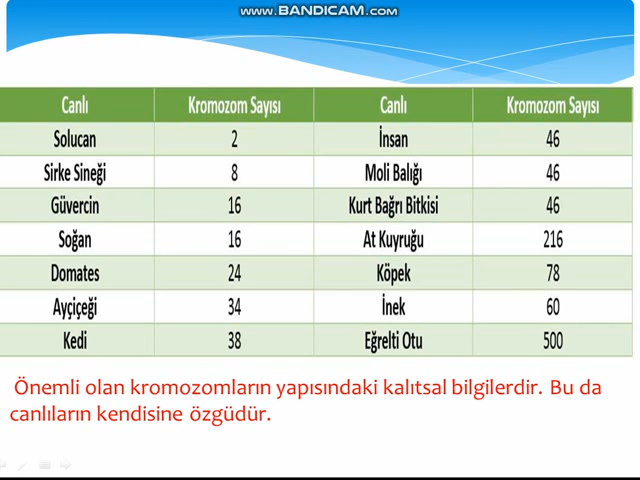 www.BANDICAM.com
Canlı Kromozom Sayısı Canlı Kromozom Sayısı
Solucan 2 İnsan 46
Sirke Sineği 8 Moli Balığı 46
Güvercin 16 Kurt Bağrı Bitkisi 46
Soğan 16 At Kuyruğu 216
Domates 24 Köpek 78
Ayçiçeği 34 İnek 60
Kedi 38 Eğrelti Otu 500
Önemli olan kromozomların yapısındaki kalıtsal bilgilerdir. Bu da
canlıların kendisine özgüdür.